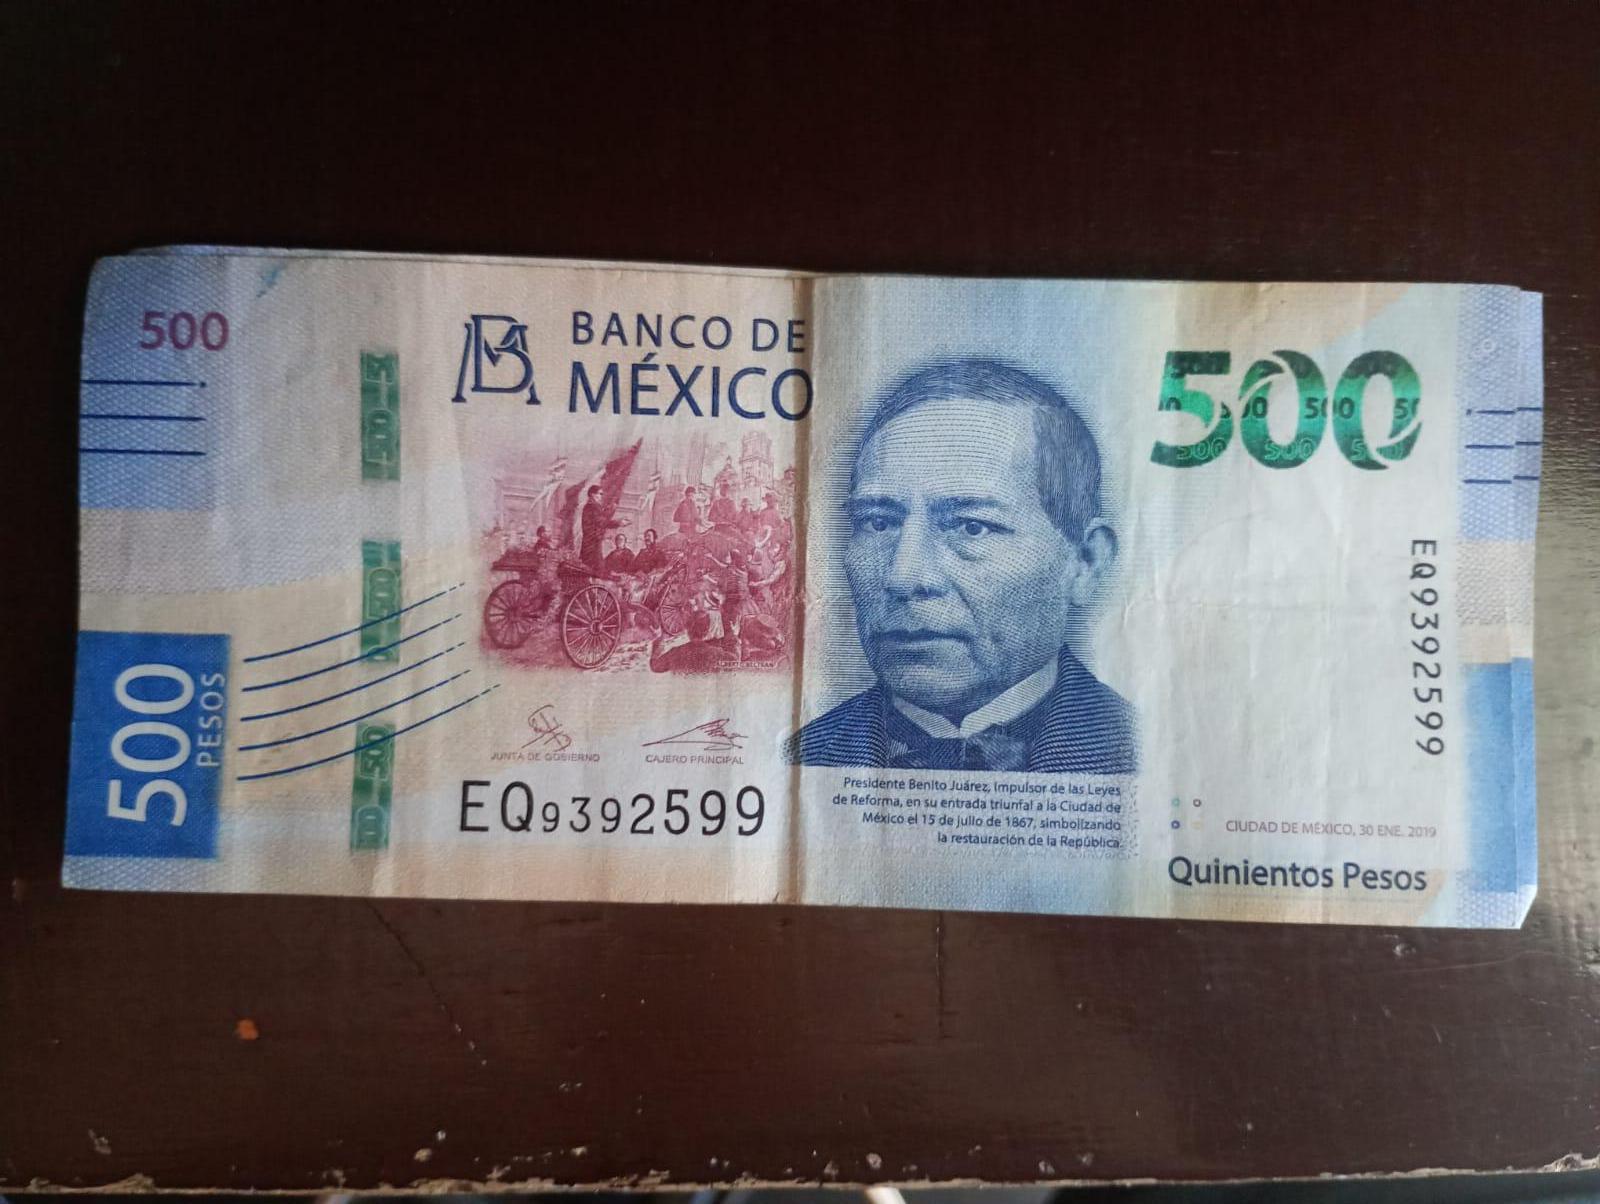 500
BM
BANCO DE
MÉXICO
500
500 PESOS
JUNTA DE GOBIERNO
CAJERO PRINCIPAL
EQ9392599
EQ9392599
Presidente Benito Juárez, impulsor de las Leyes
de Reforma, en su entrada triunfal a la Ciudad de
México el 15 de julio de 1867, simbolizando
la restauración de la República.
CIUDAD DE MÉXICO, 30 ENE. 2019
Quinientos Pesos